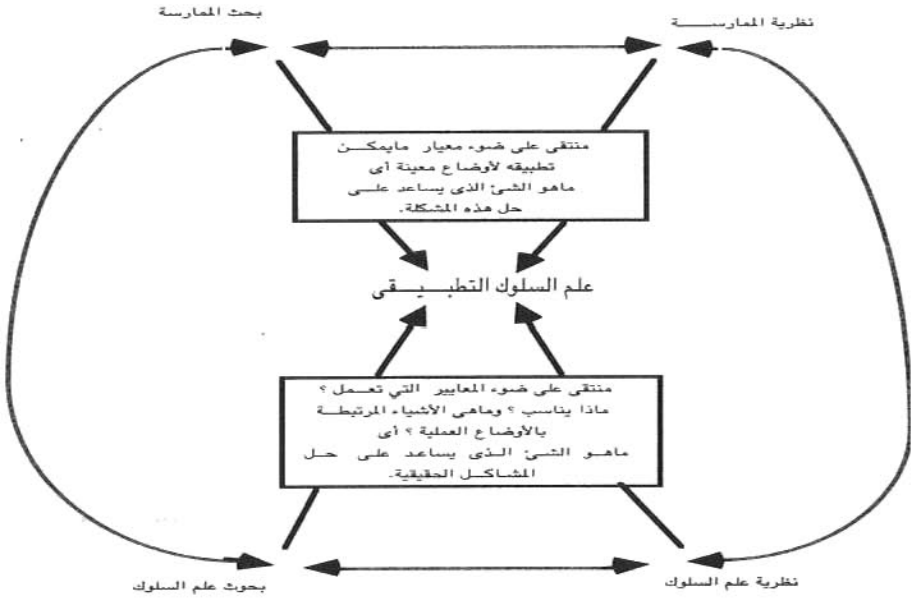 نظرية الممارسة
بحث الممارسة
منتقى على ضوء معيار مايمكن
تطبيقه لأوضاع معينة أى
ماهو الشئ الذى يساعد على
حل هذه المشكلة.
علم السلوك التطبيقى
منتقى على ضوء المعايير التي تعمل ؟
ماذا يناسب ؟ وماهى الأشياء المرتبطة
بالأوضاع العملية ؟ أى
ماهو الشئ الذى يساعد على حل
المشاكل الحقيقية.
نظرية علم السلوك
بحوث علم السلوك